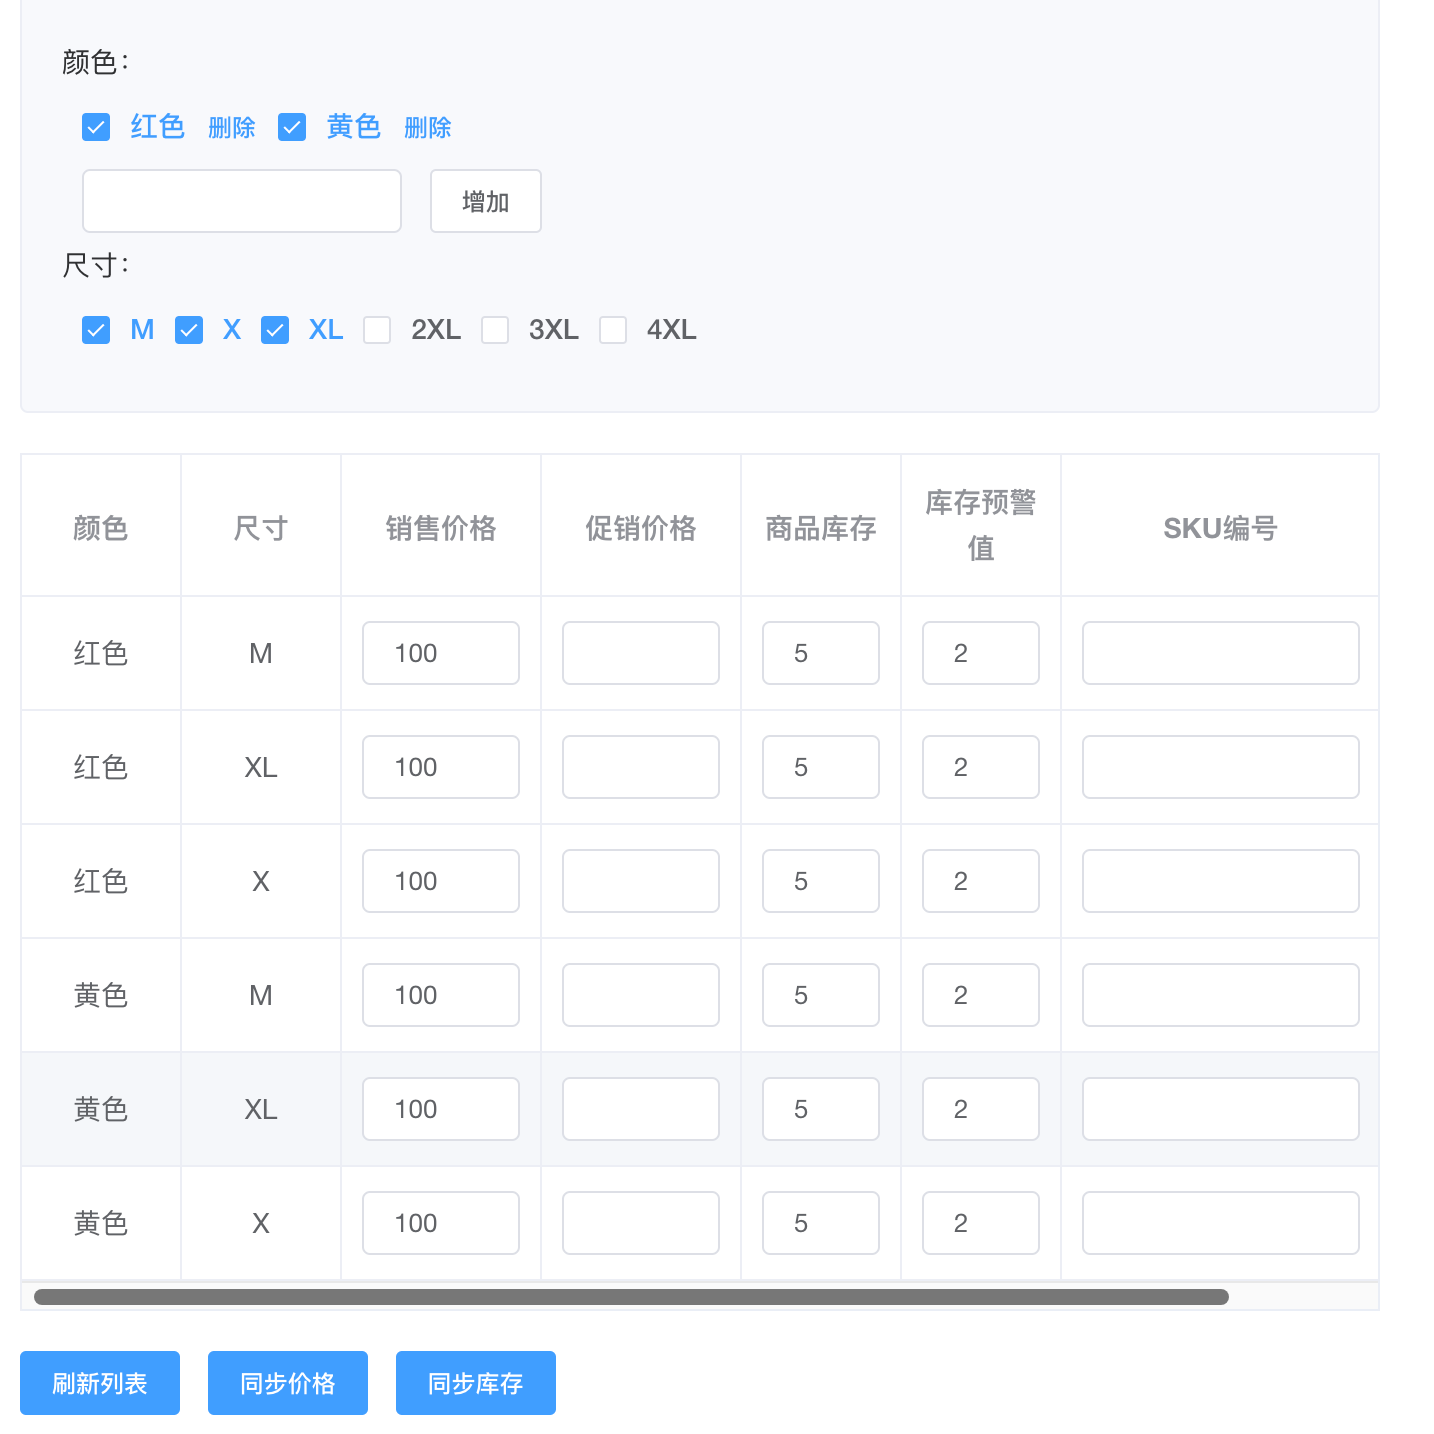 颜色：
红色 删除 黄色 删除
增加
尺寸：
M X XL 2XL 3XL 4XL
颜色 尺寸 销售价格 促销价格 商品库存 库存预警值 SKU编号
红色 M 100 5 2
红色 XL 100 5 2
红色 X 100 5 2
黄色 M 100 5 2
黄色 XL 100 5 2
黄色 X 100 5 2
刷新列表 同步价格 同步库存